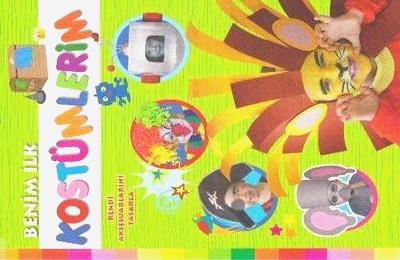 BENİM İLK
KOSTÜMLERİM
KENDİ
AKSESUARLARINI
TASARLA